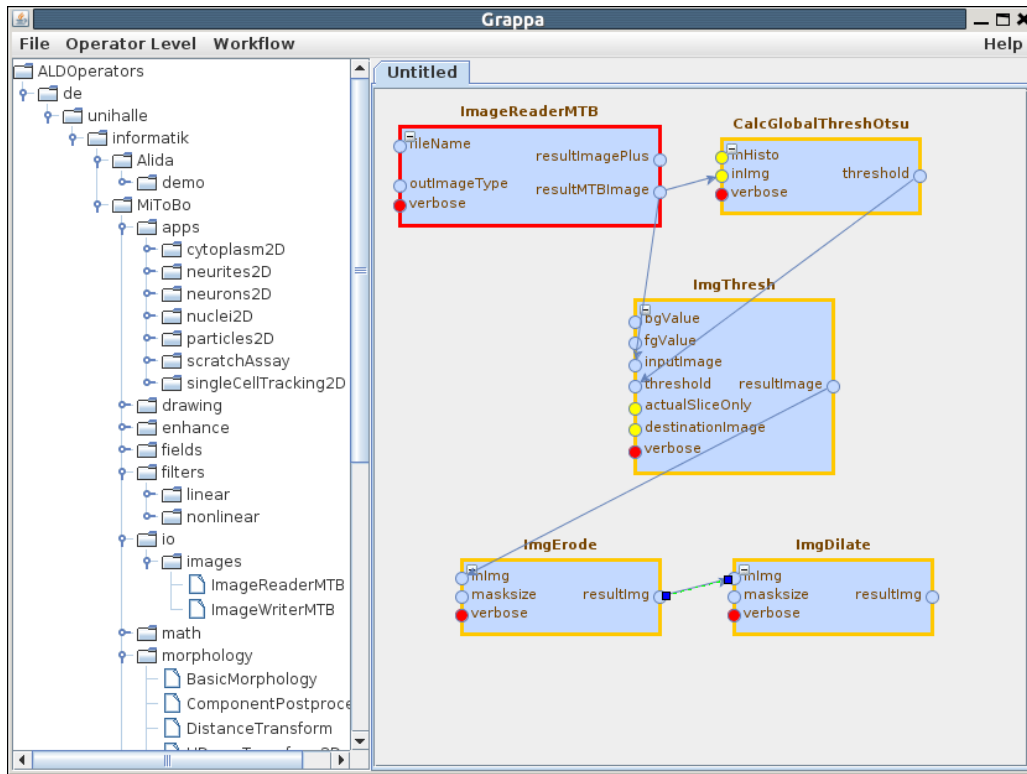 Grappa
File Operator Level Workflow Help
ALDOperators
de
unihalle
informatik
Alida
demo
MiToBo
apps
cytoplasm2D
neurites2D
neurons2D
nuclei2D
particles2D
scratchAssay
singleCellTracking2D
drawing
enhance
fields
filters
linear
nonlinear
io
images
ImageReaderMTB
ImageWriterMTB
math
morphology
BasicMorphology
ComponentPostproce
DistanceTransform
Untitled
ImageReaderMTB
fileName
resultImagePlus
outImageType
resultMTBImage
verbose
CalcGlobalThreshOtsu
inHisto
inImg
threshold
verbose
ImgThresh
bgValue
fgValue
inputImage
threshold
resultImage
actualSliceOnly
destinationImage
verbose
ImgErode
inImg
masksize
resultImg
verbose
ImgDilate
inImg
masksize
resultImg
verbose